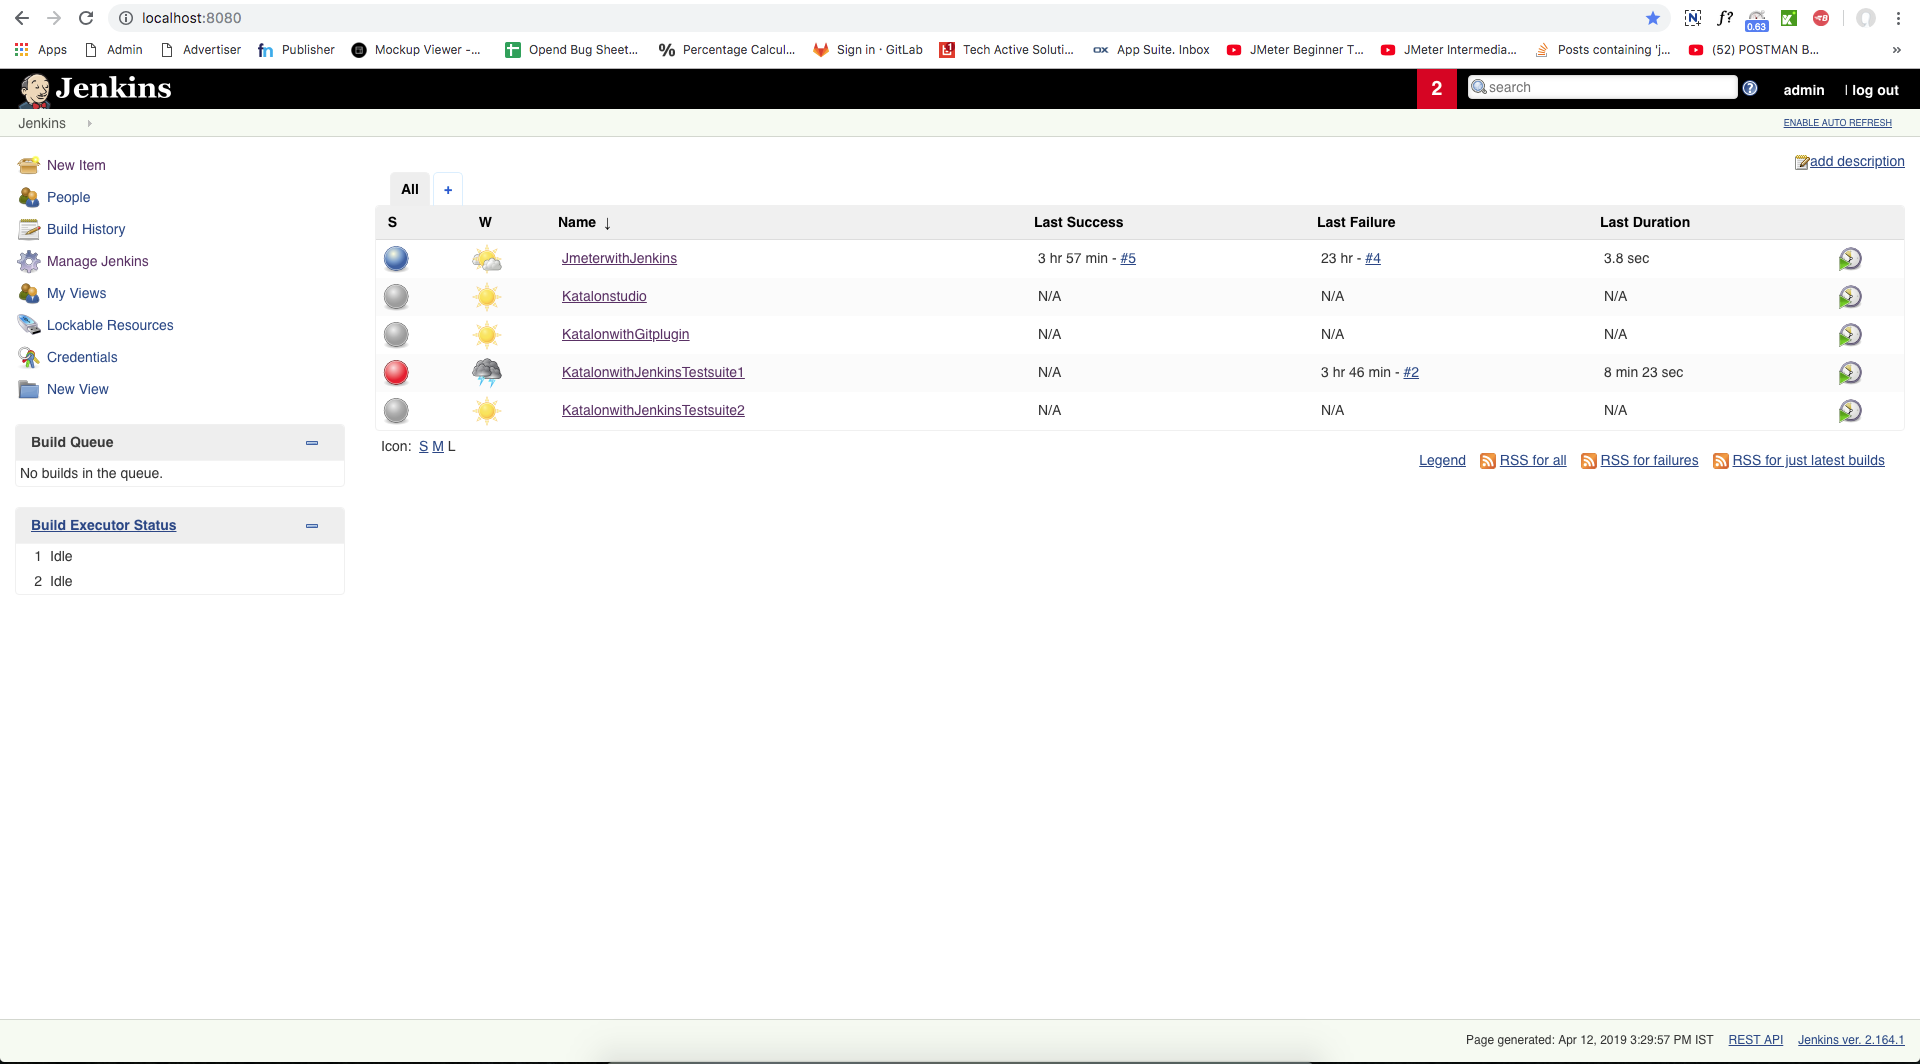 localhost:8080
0.63
Apps Admin Advertiser fn Publisher Mockup Viewer -... Opend Bug Sheet... % Percentage Calcul... Sign in · GitLab Tech Active Soluti... App Suite. Inbox JMeter Beginner T... JMeter Intermedia... Posts containing 'j... (52) POSTMAN B... »
Jenkins 2 search ? admin | log out
Jenkins ENABLE AUTO REFRESH
New Item
People
Build History
Manage Jenkins
My Views
Lockable Resources
Credentials
New View
Build Queue
No builds in the queue.
Build Executor Status
1 Idle
2 Idle
add description
All +
S W Name ↓ Last Success Last Failure Last Duration
JmeterwithJenkins 3 hr 57 min - #5 23 hr - #4 3.8 sec
Katalonstudio N/A N/A N/A
KatalonwithGitplugin N/A N/A N/A
KatalonwithJenkinsTestsuite1 N/A 3 hr 46 min - #2 8 min 23 sec
KatalonwithJenkinsTestsuite2 N/A N/A N/A
Icon: S M L
Legend RSS for all RSS for failures RSS for just latest builds
Page generated: Apr 12, 2019 3:29:57 PM IST REST API Jenkins ver. 2.164.1